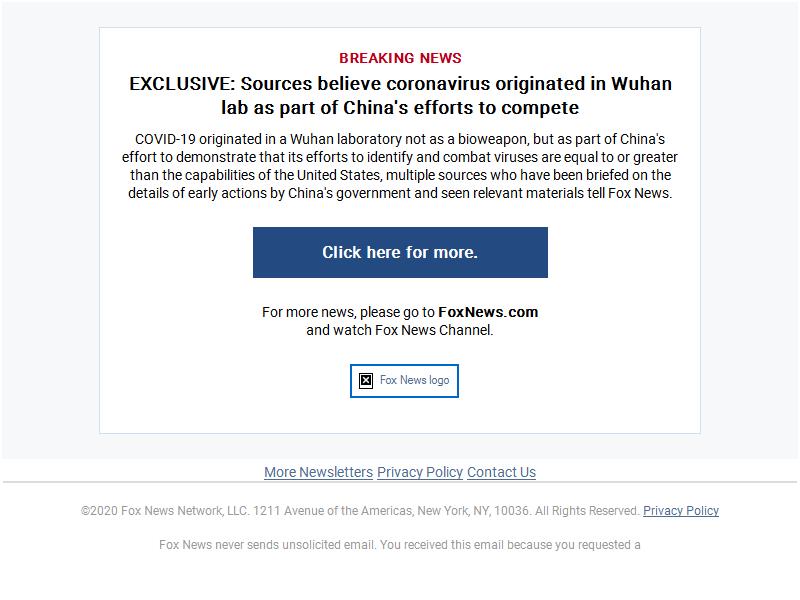 BREAKING NEWS
EXCLUSIVE: Sources believe coronavirus originated in Wuhan
lab as part of China's efforts to compete
COVID-19 originated in a Wuhan laboratory not as a bioweapon, but as part of China's
effort to demonstrate that its efforts to identify and combat viruses are equal to or greater
than the capabilities of the United States, multiple sources who have been briefed on the
details of early actions by China's government and seen relevant materials tell Fox News.
Click here for more.
For more news, please go to FoxNews.com
and watch Fox News Channel.
Fox News logo
More Newsletters Privacy Policy Contact Us
©2020 Fox News Network, LLC. 1211 Avenue of the Americas, New York, NY, 10036. All Rights Reserved. Privacy Policy
Fox News never sends unsolicited email. You received this email because you requested a